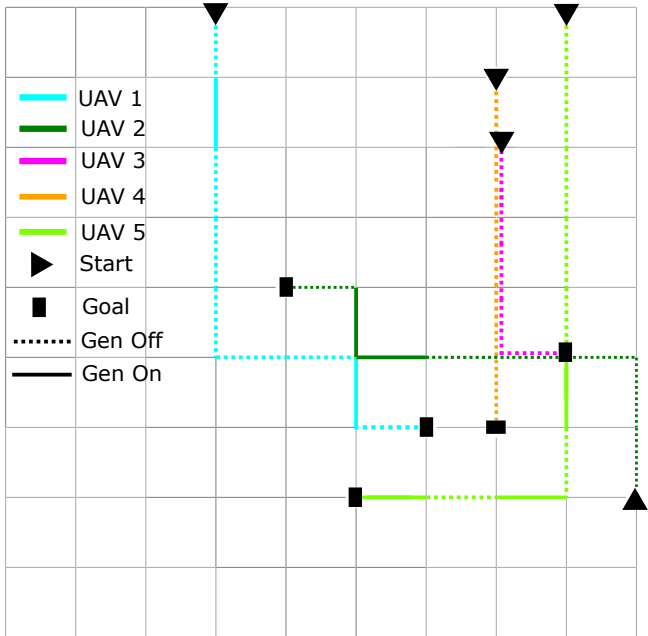 UAV 1
UAV 2
UAV 3
UAV 4
UAV 5
Start
Goal
Gen Off
Gen On